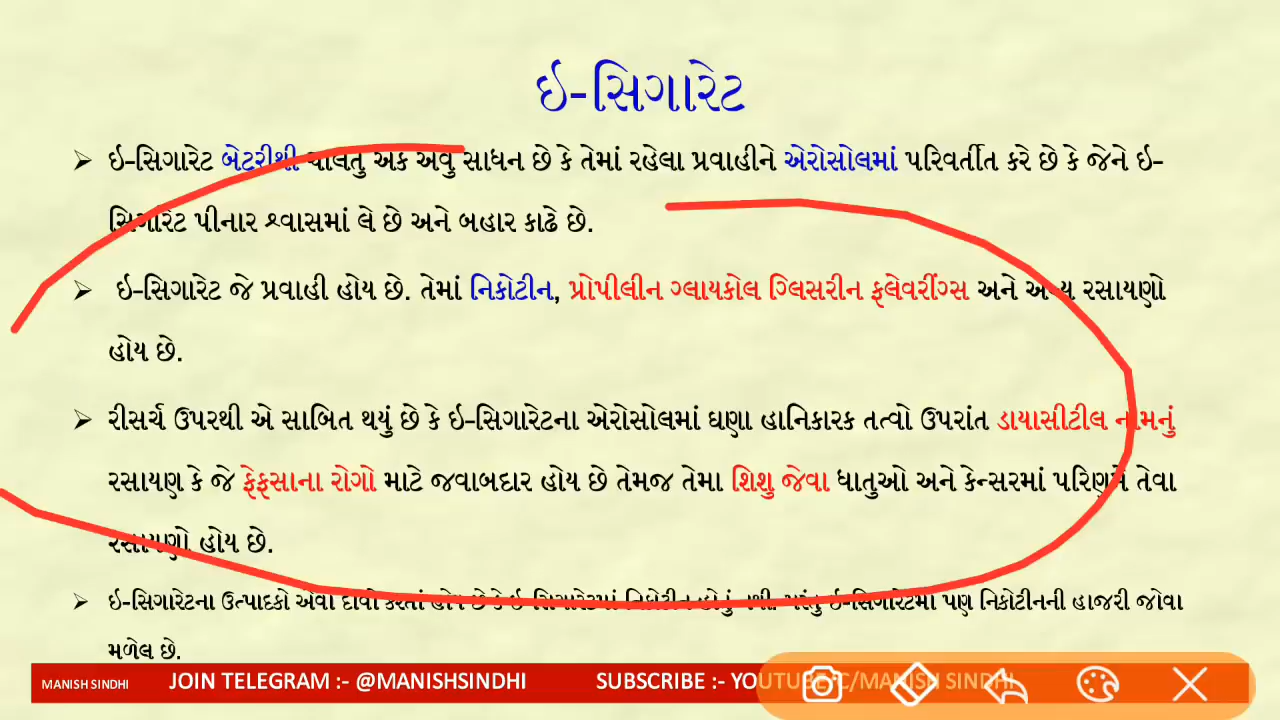 ઇ-સિગારેટ
➢ ઇ-સિગારેટ બેટરીથી ચાલતુ એક એવુ સાધન છે કે તેમાં રહેલા પ્રવાહીને એરોસોલમાં પરિવર્તીત કરે છે કે જેને ઇ-
સિગારેટ પીનાર શ્વાસમાં લે છે અને બહાર કાઢે છે.
➢ ઇ-સિગારેટ જે પ્રવાહી હોય છે. તેમાં નિકોટીન, પ્રોપીલીન ગ્લાયકોલ ગ્લિસરીન ફલેવરીંગ્સ અને અન્ય રસાયણો
હોય છે.
➢ રીસર્ચ ઉપરથી એ સાબિત થયું છે કે ઇ-સિગારેટના એરોસોલમાં ઘણા હાનિકારક તત્વો ઉપરાંત ડાયાસીટીલ નામનું
રસાયણ કે જે ફેફસાના રોગો માટે જવાબદાર હોય છે તેમજ તેમા શિશુ જેવા ધાતુઓ અને કેન્સરમાં પરિણમે તેવા
રસાયણો હોય છે.
➢ ઇ-સિગારેટના ઉત્પાદકો એવા દાવો કરતાં હોય છે કે ઇ-સિગારેટમાં નિકોટીન હોતું નથી. પરંતુ ઇ-સિગારેટમાં પણ નિકોટીનની હાજરી જોવા
મળેલ છે.
MANISH SINDHI JOIN TELEGRAM :- @MANISHSINDHI SUBSCRIBE :- YOUTUBE/C/MANISH SINDHI